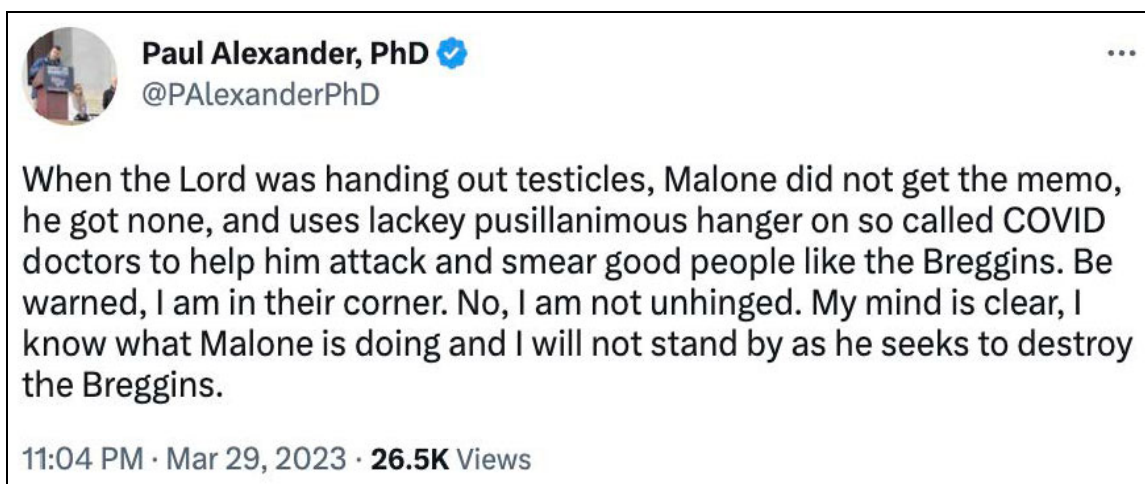 Paul Alexander, PhD
@PAlexanderPhD
When the Lord was handing out testicles, Malone did not get the memo,
he got none, and uses lackey pusillanimous hanger on so called COVID
doctors to help him attack and smear good people like the Breggins. Be
warned, I am in their corner. No, I am not unhinged. My mind is clear, I
know what Malone is doing and I will not stand by as he seeks to destroy
the Breggins.
11:04 PM · Mar 29, 2023 · 26.5K Views